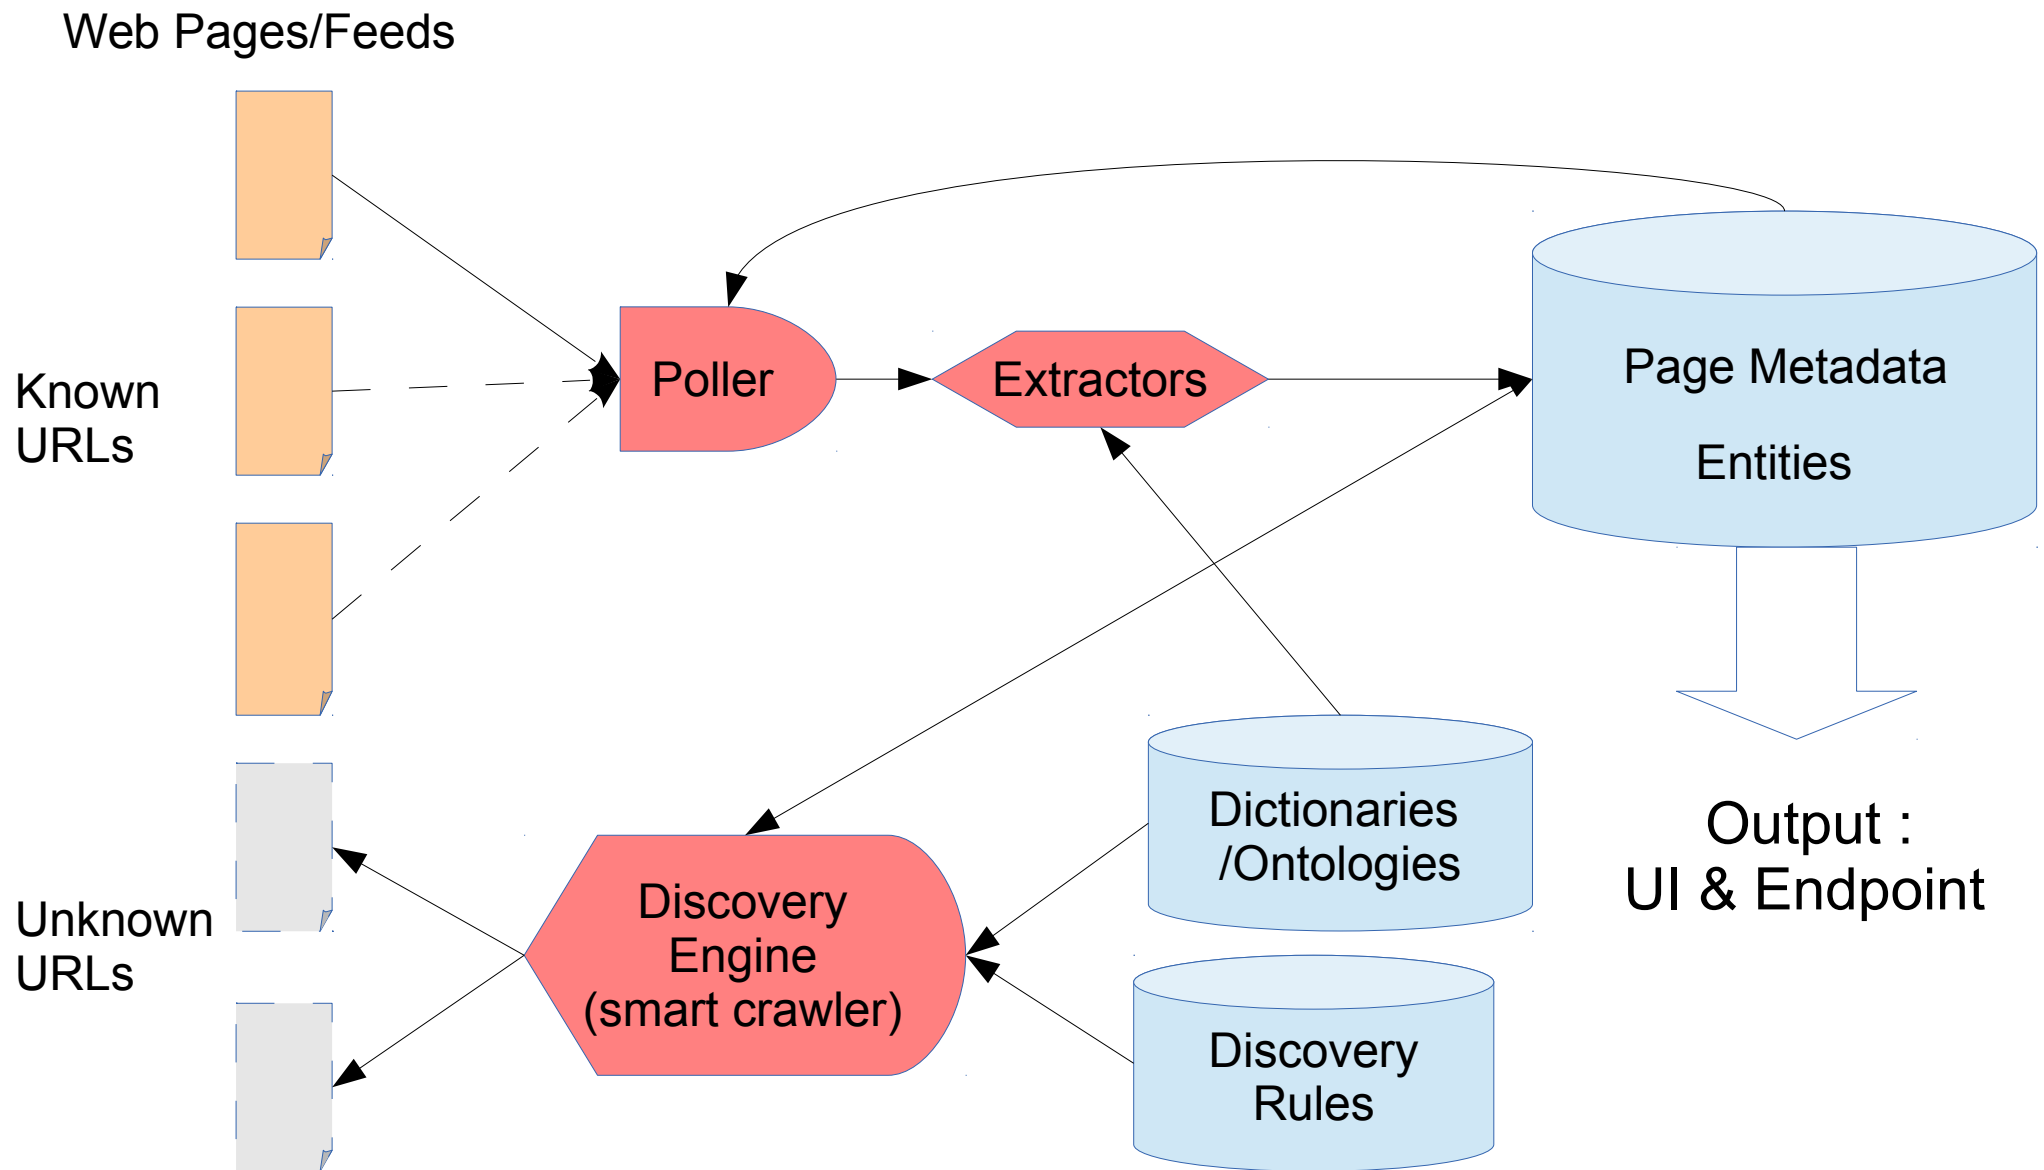 Web Pages/Feeds
Known
URLs
Poller
Extractors
Page Metadata
Entities
Dictionaries
/Ontologies
Output :
UI & Endpoint
Unknown
URLs
Discovery
Engine
(smart crawler)
Discovery
Rules